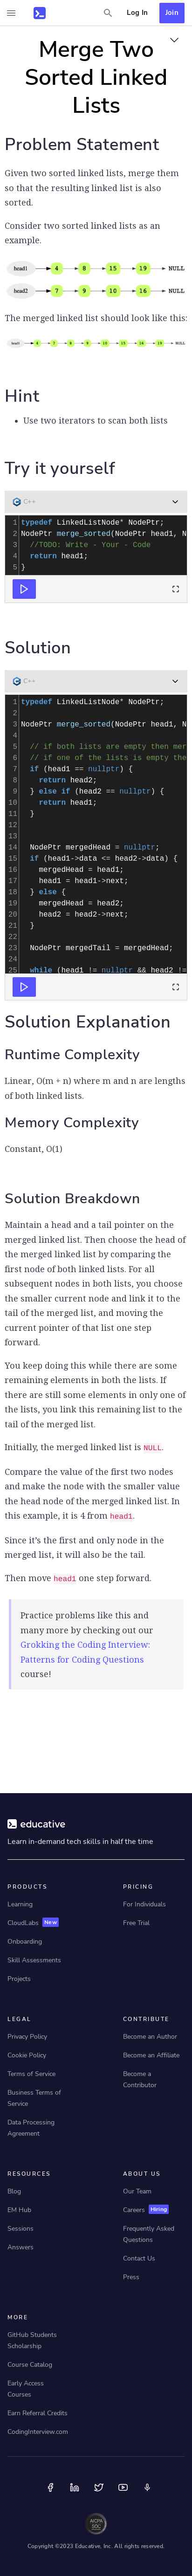 Log In
Join
Merge Two
Sorted Linked
Lists
Problem Statement
Given two sorted linked lists, merge them
so that the resulting linked list is also
sorted.
Consider two sorted linked lists as an
example.
head1 4 8 15 19 NULL
head2 7 9 10 16 NULL
The merged linked list should look like this:
head1 4 7 8 9 10 15 16 19 NULL
Hint
• Use two iterators to scan both lists
Try it yourself
C++
1 typedef LinkedListNode* NodePtr;
2 NodePtr merge_sorted(NodePtr head1, N
3 //TODO: Write - Your - Code
4 return head1;
5 }
Solution
C++
1 typedef LinkedListNode* NodePtr;
2
3 NodePtr merge_sorted(NodePtr head1, N
4
5 // if both lists are empty then mer
6 // if one of the lists is empty the
7 if (head1 == nullptr) {
8 return head2;
9 } else if (head2 == nullptr) {
10 return head1;
11 }
12
13
14 NodePtr mergedHead = nullptr;
15 if (head1->data <= head2->data) {
16 mergedHead = head1;
17 head1 = head1->next;
18 } else {
19 mergedHead = head2;
20 head2 = head2->next;
21 }
22
23 NodePtr mergedTail = mergedHead;
24
25 while (head1 != nullptr && head2 !=
Solution Explanation
Runtime Complexity
Linear, O(m + n) where m and n are lengths
of both linked lists.
Memory Complexity
Constant, O(1)
Solution Breakdown
Maintain a head and a tail pointer on the
merged linked list. Then choose the head of
the merged linked list by comparing the
first node of both linked lists. For all
subsequent nodes in both lists, you choose
the smaller current node and link it to the
tail of the merged list, and moving the
current pointer of that list one step
forward.
You keep doing this while there are some
remaining elements in both the lists. If
there are still some elements in only one of
the lists, you link this remaining list to the
tail of the merged list.
Initially, the merged linked list is NULL.
Compare the value of the first two nodes
and make the node with the smaller value
the head node of the merged linked list. In
this example, it is 4 from head1.
Since it’s the first and only node in the
merged list, it will also be the tail.
Then move head1 one step forward.
Practice problems like this and
many more by checking out our
Grokking the Coding Interview:
Patterns for Coding Questions
course!
educative
Learn in-demand tech skills in half the time
PRODUCTS
Learning
CloudLabs New
Onboarding
Skill Assessments
Projects
PRICING
For Individuals
Free Trial
LEGAL
Privacy Policy
Cookie Policy
Terms of Service
Business Terms of
Service
Data Processing
Agreement
CONTRIBUTE
Become an Author
Become an Affiliate
Become a
Contributor
RESOURCES
Blog
EM Hub
Sessions
Answers
ABOUT US
Our Team
Careers Hiring
Frequently Asked
Questions
Contact Us
Press
MORE
GitHub Students
Scholarship
Course Catalog
Early Access
Courses
Earn Referral Credits
CodingInterview.com
AICPA
SOC
Copyright ©2023 Educative, Inc. All rights reserved.